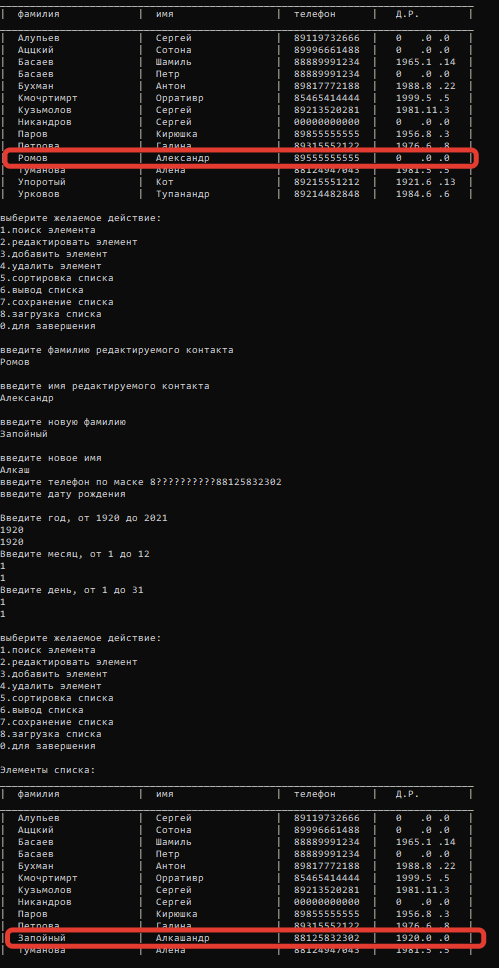 | фамилия | имя | телефон | Д.Р. |
| Алупьев | Сергей | 89119732666 | 0 .0 .0 |
| Аццкий | Сотона | 89996661488 | 0 .0 .0 |
| Басаев | Шамиль | 88889991234 | 1965.1 .14 |
| Басаев | Петр | 88889991234 | 0 .0 .0 |
| Бухман | Антон | 89817772188 | 1988.8 .22 |
| Кмочртимрт | Орративр | 85465414444 | 1999.5 .5 |
| Кузьмолов | Сергей | 89213520281 | 1981.11.3 |
| Никандров | Сергей | 00000000000 | 0 .0 .0 |
| Паров | Кирюшка | 89855555555 | 1956.8 .3 |
| Петрова | Галина | 89315552122 | 1976.6 .8 |
| Ромов | Александр | 89555555555 | 0 .0 .0 |
| Туманова | Алена | 88124947043 | 1981.5 .5 |
| Упоротый | Кот | 89215551212 | 1921.6 .13 |
| Урковов | Тупанандр | 89214482848 | 1984.6 .6 |
выберите желаемое действие:
1.поиск элемента
2.редактировать элемент
3.добавить элемент
4.удалить элемент
5.сортировка списка
6.вывод списка
7.сохранение списка
8.загрузка списка
0.для завершения
введите фамилию редактируемого контакта
Ромов
введите имя редактируемого контакта
Александр
введите новую фамилию
Запойный
введите новое имя
Алкаш
введите телефон по маске 8??????????88125832302
введите дату рождения
Введите год, от 1920 до 2021
1920
1920
Введите месяц, от 1 до 12
1
1
Введите день, от 1 до 31
1
1
выберите желаемое действие:
1.поиск элемента
2.редактировать элемент
3.добавить элемент
4.удалить элемент
5.сортировка списка
6.вывод списка
7.сохранение списка
8.загрузка списка
0.для завершения
Элементы списка:
| фамилия | имя | телефон | Д.Р. |
| Алупьев | Сергей | 89119732666 | 0 .0 .0 |
| Аццкий | Сотона | 89996661488 | 0 .0 .0 |
| Басаев | Шамиль | 88889991234 | 1965.1 .14 |
| Басаев | Петр | 88889991234 | 0 .0 .0 |
| Бухман | Антон | 89817772188 | 1988.8 .22 |
| Кмочртимрт | Орративр | 85465414444 | 1999.5 .5 |
| Кузьмолов | Сергей | 89213520281 | 1981.11.3 |
| Никандров | Сергей | 00000000000 | 0 .0 .0 |
| Паров | Кирюшка | 89855555555 | 1956.8 .3 |
| Петрова | Галина | 89315552122 | 1976.6 .8 |
| Запойный | Алкашандр | 88125832302 | 1920.0 .0 |
| Туманова | Алена | 88124947043 | 1981.5 .5 |